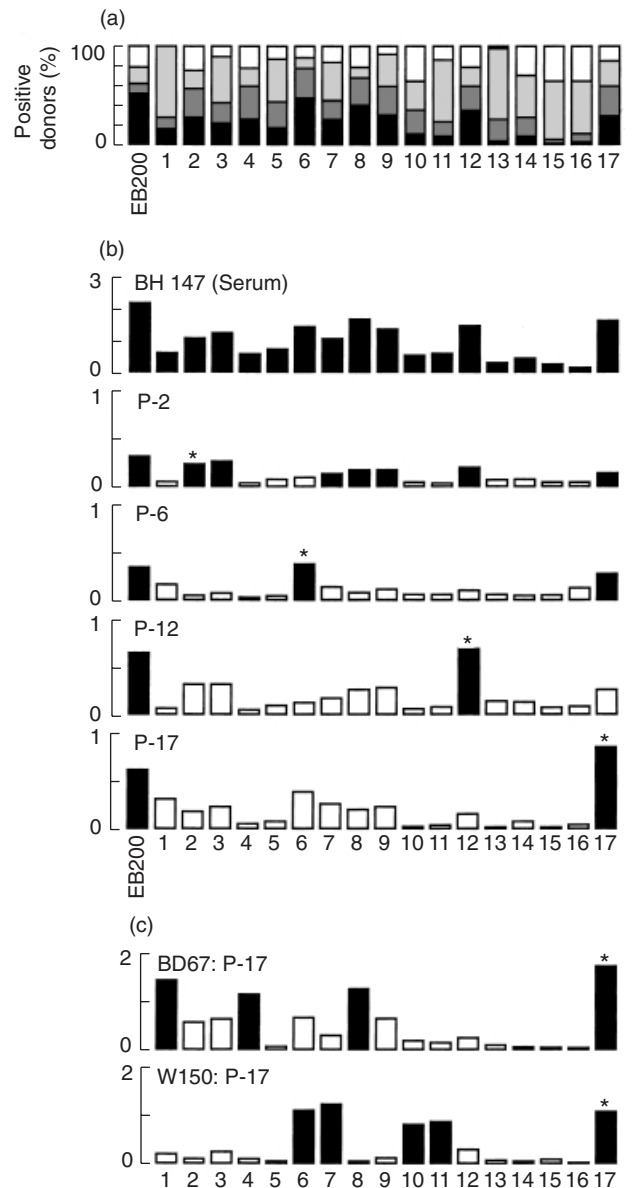 (a)
Positive
donors (%)
100
0
EB200 1 2 3 4 5 6 7 8 9 10 11 12 13 14 15 16 17
(b)
3
BH 147 (Serum)
0
1
P-2
*
0
1
P-6
*
0
1
P-12
*
0
1
P-17
*
0
EB200 1 2 3 4 5 6 7 8 9 10 11 12 13 14 15 16 17
(c)
2
BD67: P-17
*
0
2
W150: P-17
*
0
1 2 3 4 5 6 7 8 9 10 11 12 13 14 15 16 17